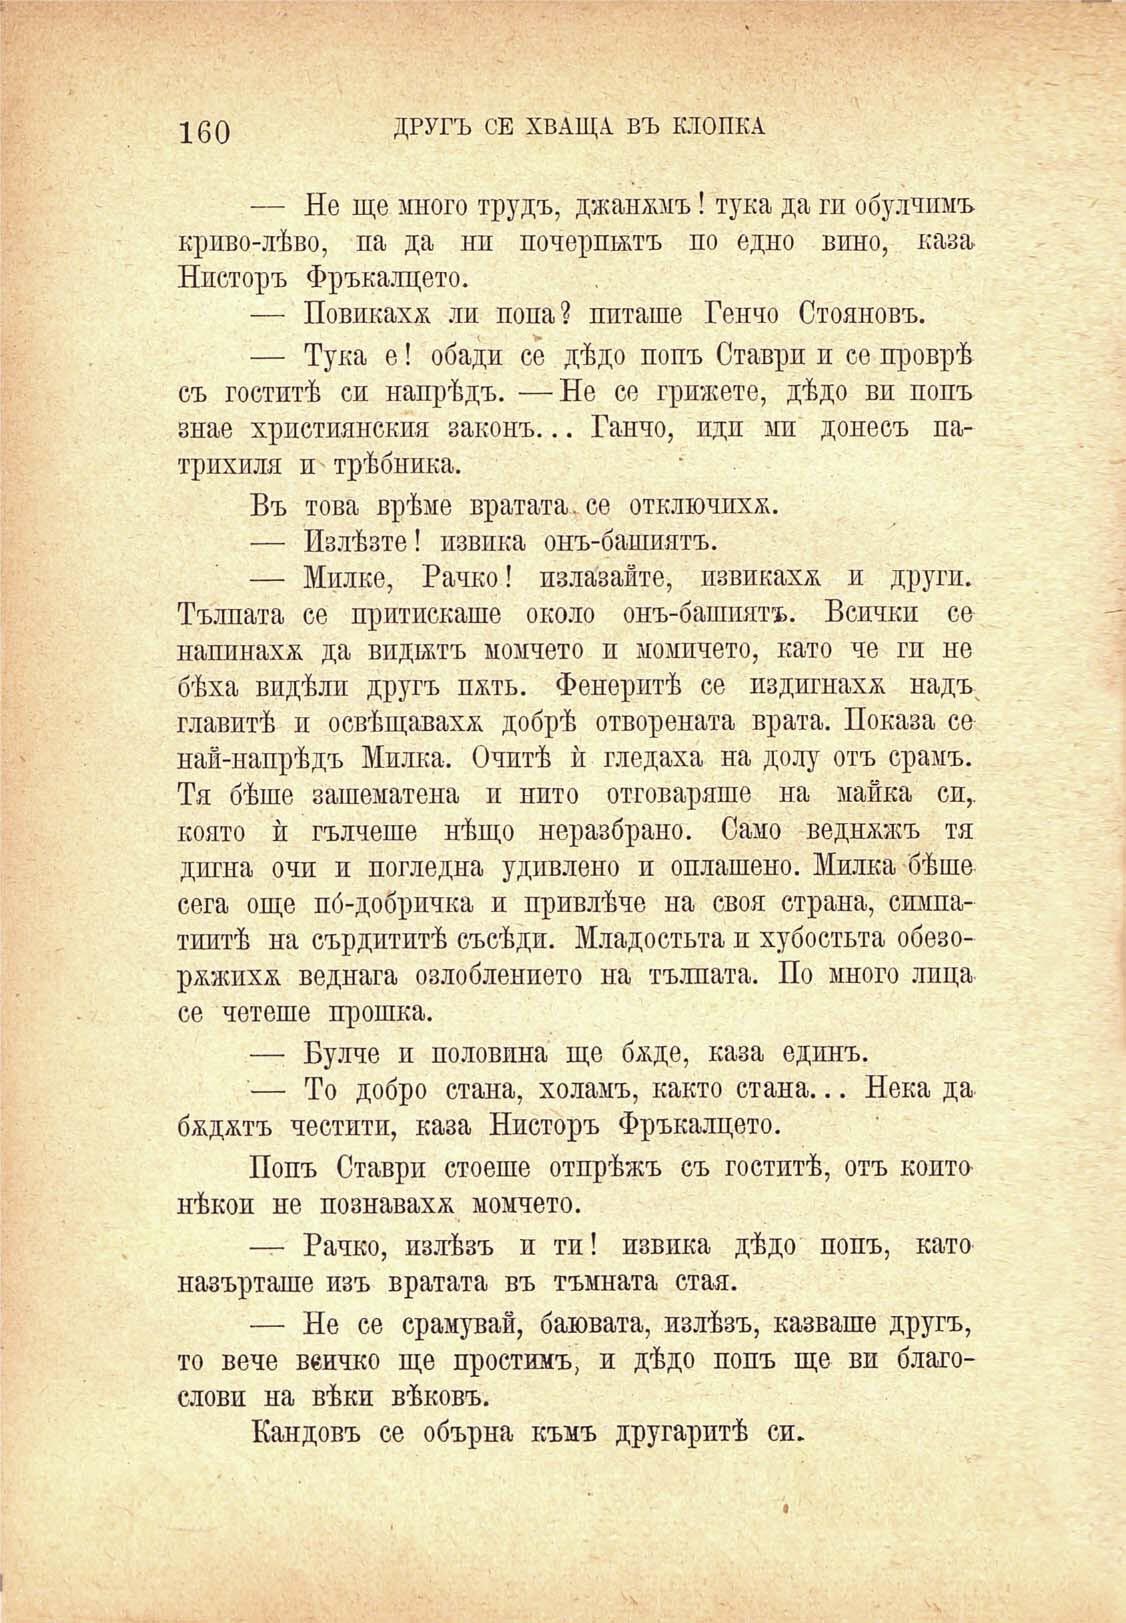 160
ДРУГЪ СЕ ХВАЩА ВЪ КЛОПКА
— Не ще много трудъ, джанѫмъ! тука да ги обулчимъ
криво-лѣво, па да ни почерпѭтъ по едно вино, каза
Нисторъ Фръкалцето.
— Повикахѫ ли попа? питаше Генчо Стояновъ.
— Тука е! обади се дѣдо попъ Ставри и се проврѣ
съ гоститѣ си напрѣдъ. — Не се грижете, дѣдо ви попъ
знае християнския законъ... Ганчо, иди ми донесъ па-
трихиля и трѣбника.
Въ това врѣме вратата се отключихѫ.
— Излѣзте! извика онъ-башиятъ.
— Милке, Рачко! излазайте, извикахѫ и други.
Тълпата се притискаше около онъ-башиятъ. Всички се
напинахѫ да видѭтъ момчето и момичето, като че ги не
бѣха видѣли другъ пѫть. Фенеритѣ се издигнахѫ надъ
главитѣ и освѣщавахѫ добрѣ отворената врата. Показа се
най-напрѣдъ Милка. Очитѣ ѝ гледаха на долу отъ срамъ.
Тя бѣше зашематена и нито отговаряше на майка си,
която ѝ гълчеше нѣщо неразбрано. Само веднѫжъ тя
дигна очи и погледна удивлено и оплашено. Милка бѣше
сега още по́-добричка и привлѣче на своя страна, симпа-
тиитѣ на сърдититѣ съсѣди. Младостьта и хубостьта обезо-
рѫжихѫ веднага озлоблението на тълпата. По много лица
се четеше прошка.
— Булче и половина ще бѫде, каза единъ.
— То добро стана, холамъ, както стана... Нека да
бѫдѫтъ честити, каза Нисторъ Фръкалцето.
Попъ Ставри стоеше отпрѣжъ съ гоститѣ, отъ които
нѣкои не познавахѫ момчето.
— Рачко, излѣзъ и ти! извика дѣдо попъ, като
назърташе изъ вратата въ тъмната стая.
— Не се срамувай, баювата, излѣзъ, казваше другъ,
то вече всичко ще простимъ, и дѣдо попъ ще ви благо-
слови на вѣки вѣковъ.
Кандовъ се обърна къмъ другаритѣ си.